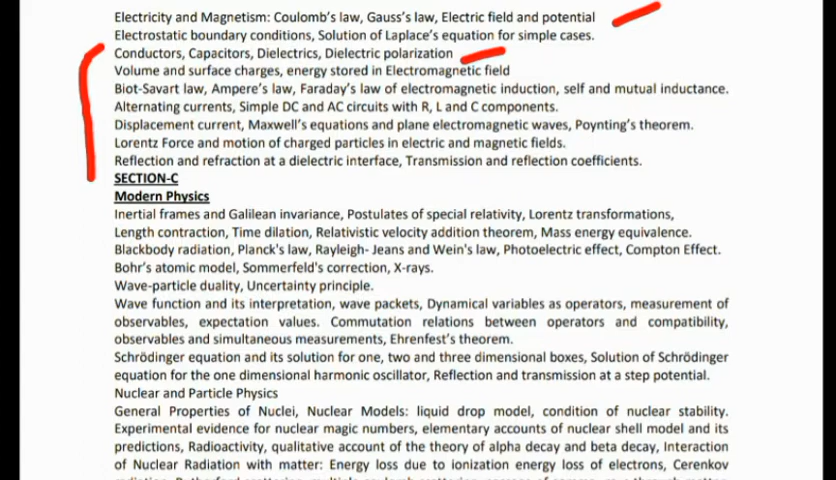 Electricity and Magnetism: Coulomb's law, Gauss's law, Electric field and potential
Electrostatic boundary conditions, Solution of Laplace's equation for simple cases.
Conductors, Capacitors, Dielectrics, Dielectric polarization
Volume and surface charges, energy stored in Electromagnetic field
Biot-Savart law, Ampere's law, Faraday's law of electromagnetic induction, self and mutual inductance.
Alternating currents, Simple DC and AC circuits with R, L and C components.
Displacement current, Maxwell's equations and plane electromagnetic waves, Poynting's theorem.
Lorentz Force and motion of charged particles in electric and magnetic fields.
Reflection and refraction at a dielectric interface, Transmission and reflection coefficients.
SECTION-C
Modern Physics
Inertial frames and Galilean invariance, Postulates of special relativity, Lorentz transformations,
Length contraction, Time dilation, Relativistic velocity addition theorem, Mass energy equivalence.
Blackbody radiation, Planck's law, Rayleigh- Jeans and Wein's law, Photoelectric effect, Compton Effect.
Bohr's atomic model, Sommerfeld's correction, X-rays.
Wave-particle duality, Uncertainty principle.
Wave function and its interpretation, wave packets, Dynamical variables as operators, measurement of
observables, expectation values. Commutation relations between operators and compatibility,
observables and simultaneous measurements, Ehrenfest's theorem.
Schrödinger equation and its solution for one, two and three dimensional boxes, Solution of Schrödinger
equation for the one dimensional harmonic oscillator, Reflection and transmission at a step potential.
Nuclear and Particle Physics
General Properties of Nuclei, Nuclear Models: liquid drop model, condition of nuclear stability.
Experimental evidence for nuclear magic numbers, elementary accounts of nuclear shell model and its
predictions, Radioactivity, qualitative account of the theory of alpha decay and beta decay, Interaction
of Nuclear Radiation with matter: Energy loss due to ionization energy loss of electrons, Cerenkov